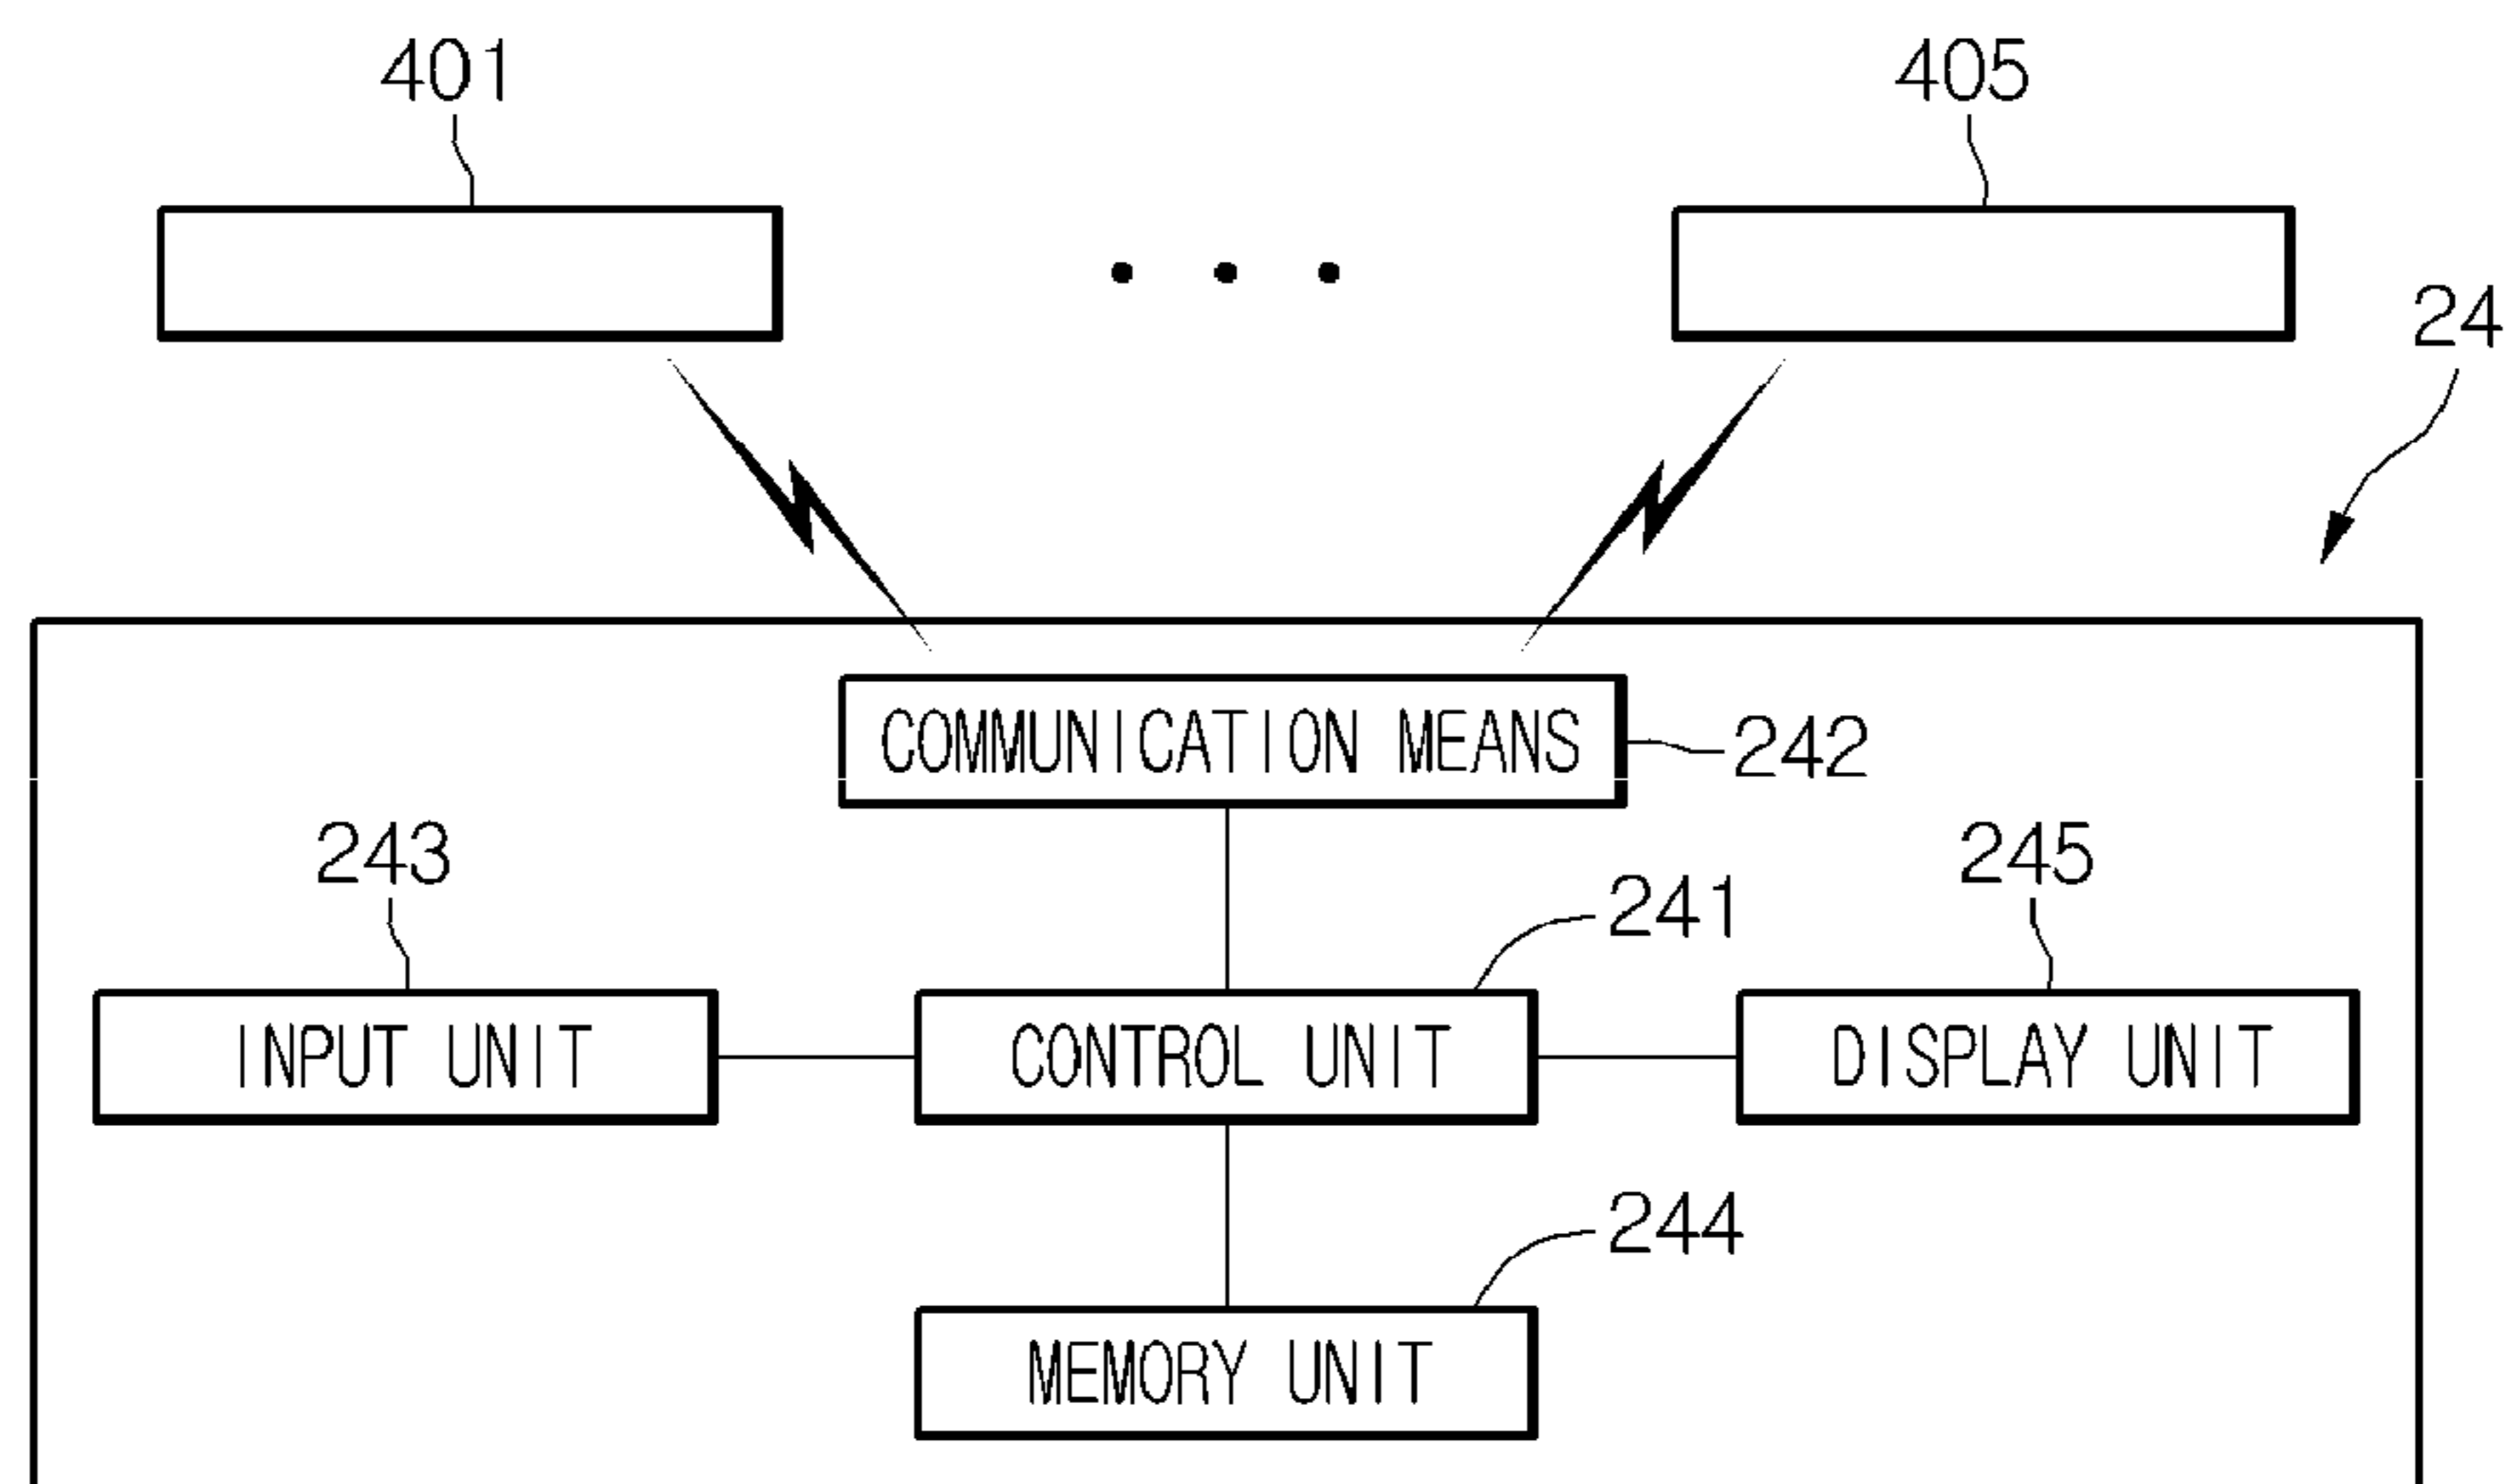 401
405
24
COMMUNICATION MEANS
242
243
241
245
INPUT UNIT
CONTROL UNIT
DISPLAY UNIT
244
MEMORY UNIT